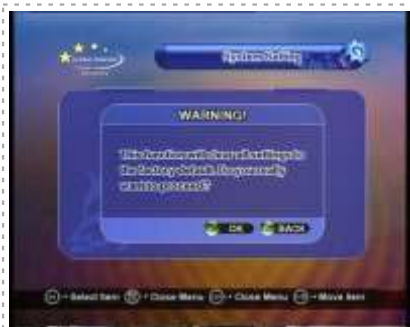 System Setting
WARNING!
This function will clear all settings to
the factory default. Do you really
want to proceed?
OK BACK
- Select Item - Close Menu - Close Menu - Move Item